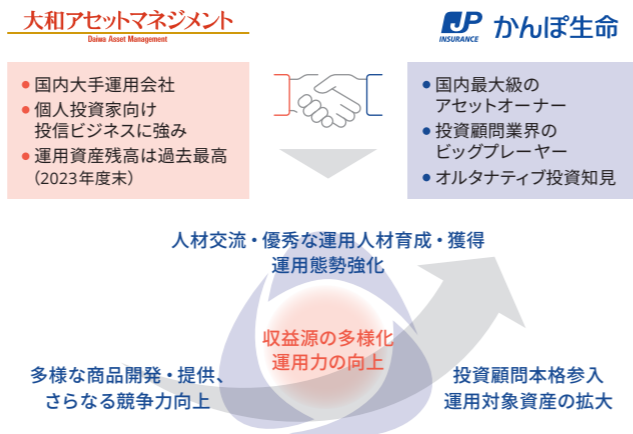 大和アセットマネジメント
Daiwa Asset Management
● 国内大手運用会社
● 個人投資家向け
投信ビジネスに強み
● 運用資産残高は過去最高
（2023年度末）
JP
INSURANCE
かんぽ生命
● 国内最大級の
アセットオーナー
● 投資顧問業界の
ビッグプレーヤー
● オルタナティブ投資知見
人材交流・優秀な運用人材育成・獲得
運用態勢強化
収益源の多様化
運用力の向上
多様な商品開発・提供、
さらなる競争力向上
投資顧問本格参入
運用対象資産の拡大